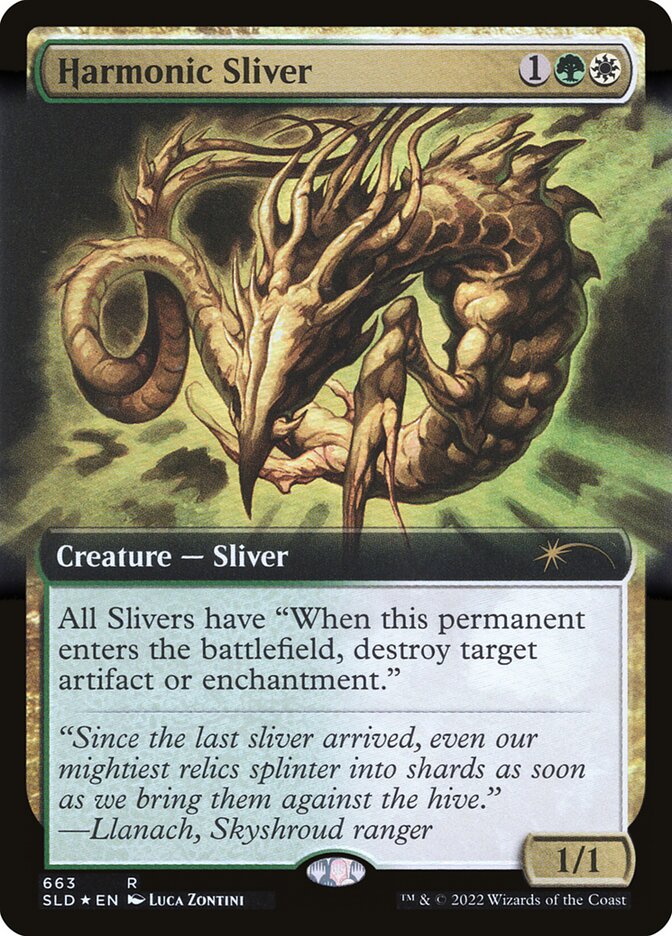 Harmonic Sliver 1
Creature — Sliver
All Slivers have “When this permanent
enters the battlefield, destroy target
artifact or enchantment.”
“Since the last sliver arrived, even our
mightiest relics splinter into shards as soon
as we bring them against the hive.”
—Llanach, Skyshroud ranger
1/1
663 R
SLD ★ EN Luca Zontini
™ & © 2022 Wizards of the Coast